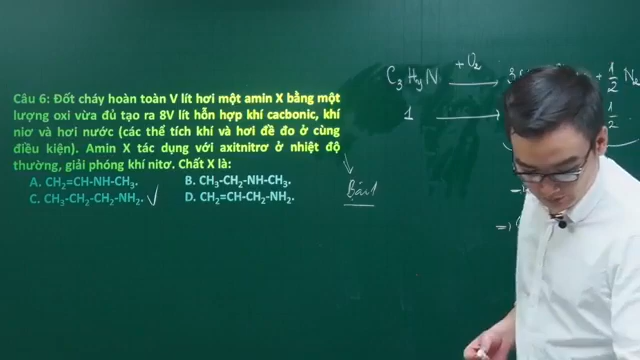 Câu 6: Đốt cháy hoàn toàn V lít hơi một amin X bằng một
lượng oxi vừa đủ tạo ra 8V lít hỗn hợp khí cacbonic, khí
niơ và hơi nước (các thể tích khí và hơi đề đo ở cùng
điều kiện). Amin X tác dụng với axitnitrơ ở nhiệt độ
thường, giải phóng khí nitơ. Chất X là:
A. CH₂=CH-NH-CH₃.
B. CH₃-CH₂-NH-CH₃.
C. CH₃-CH₂-CH₂-NH₂. ✓
D. CH₂=CH-CH₂-NH₂.
Bậc 1
C₃HyN + O₂ → 3 + 1/2 N₂
1 → 1/2
⇒